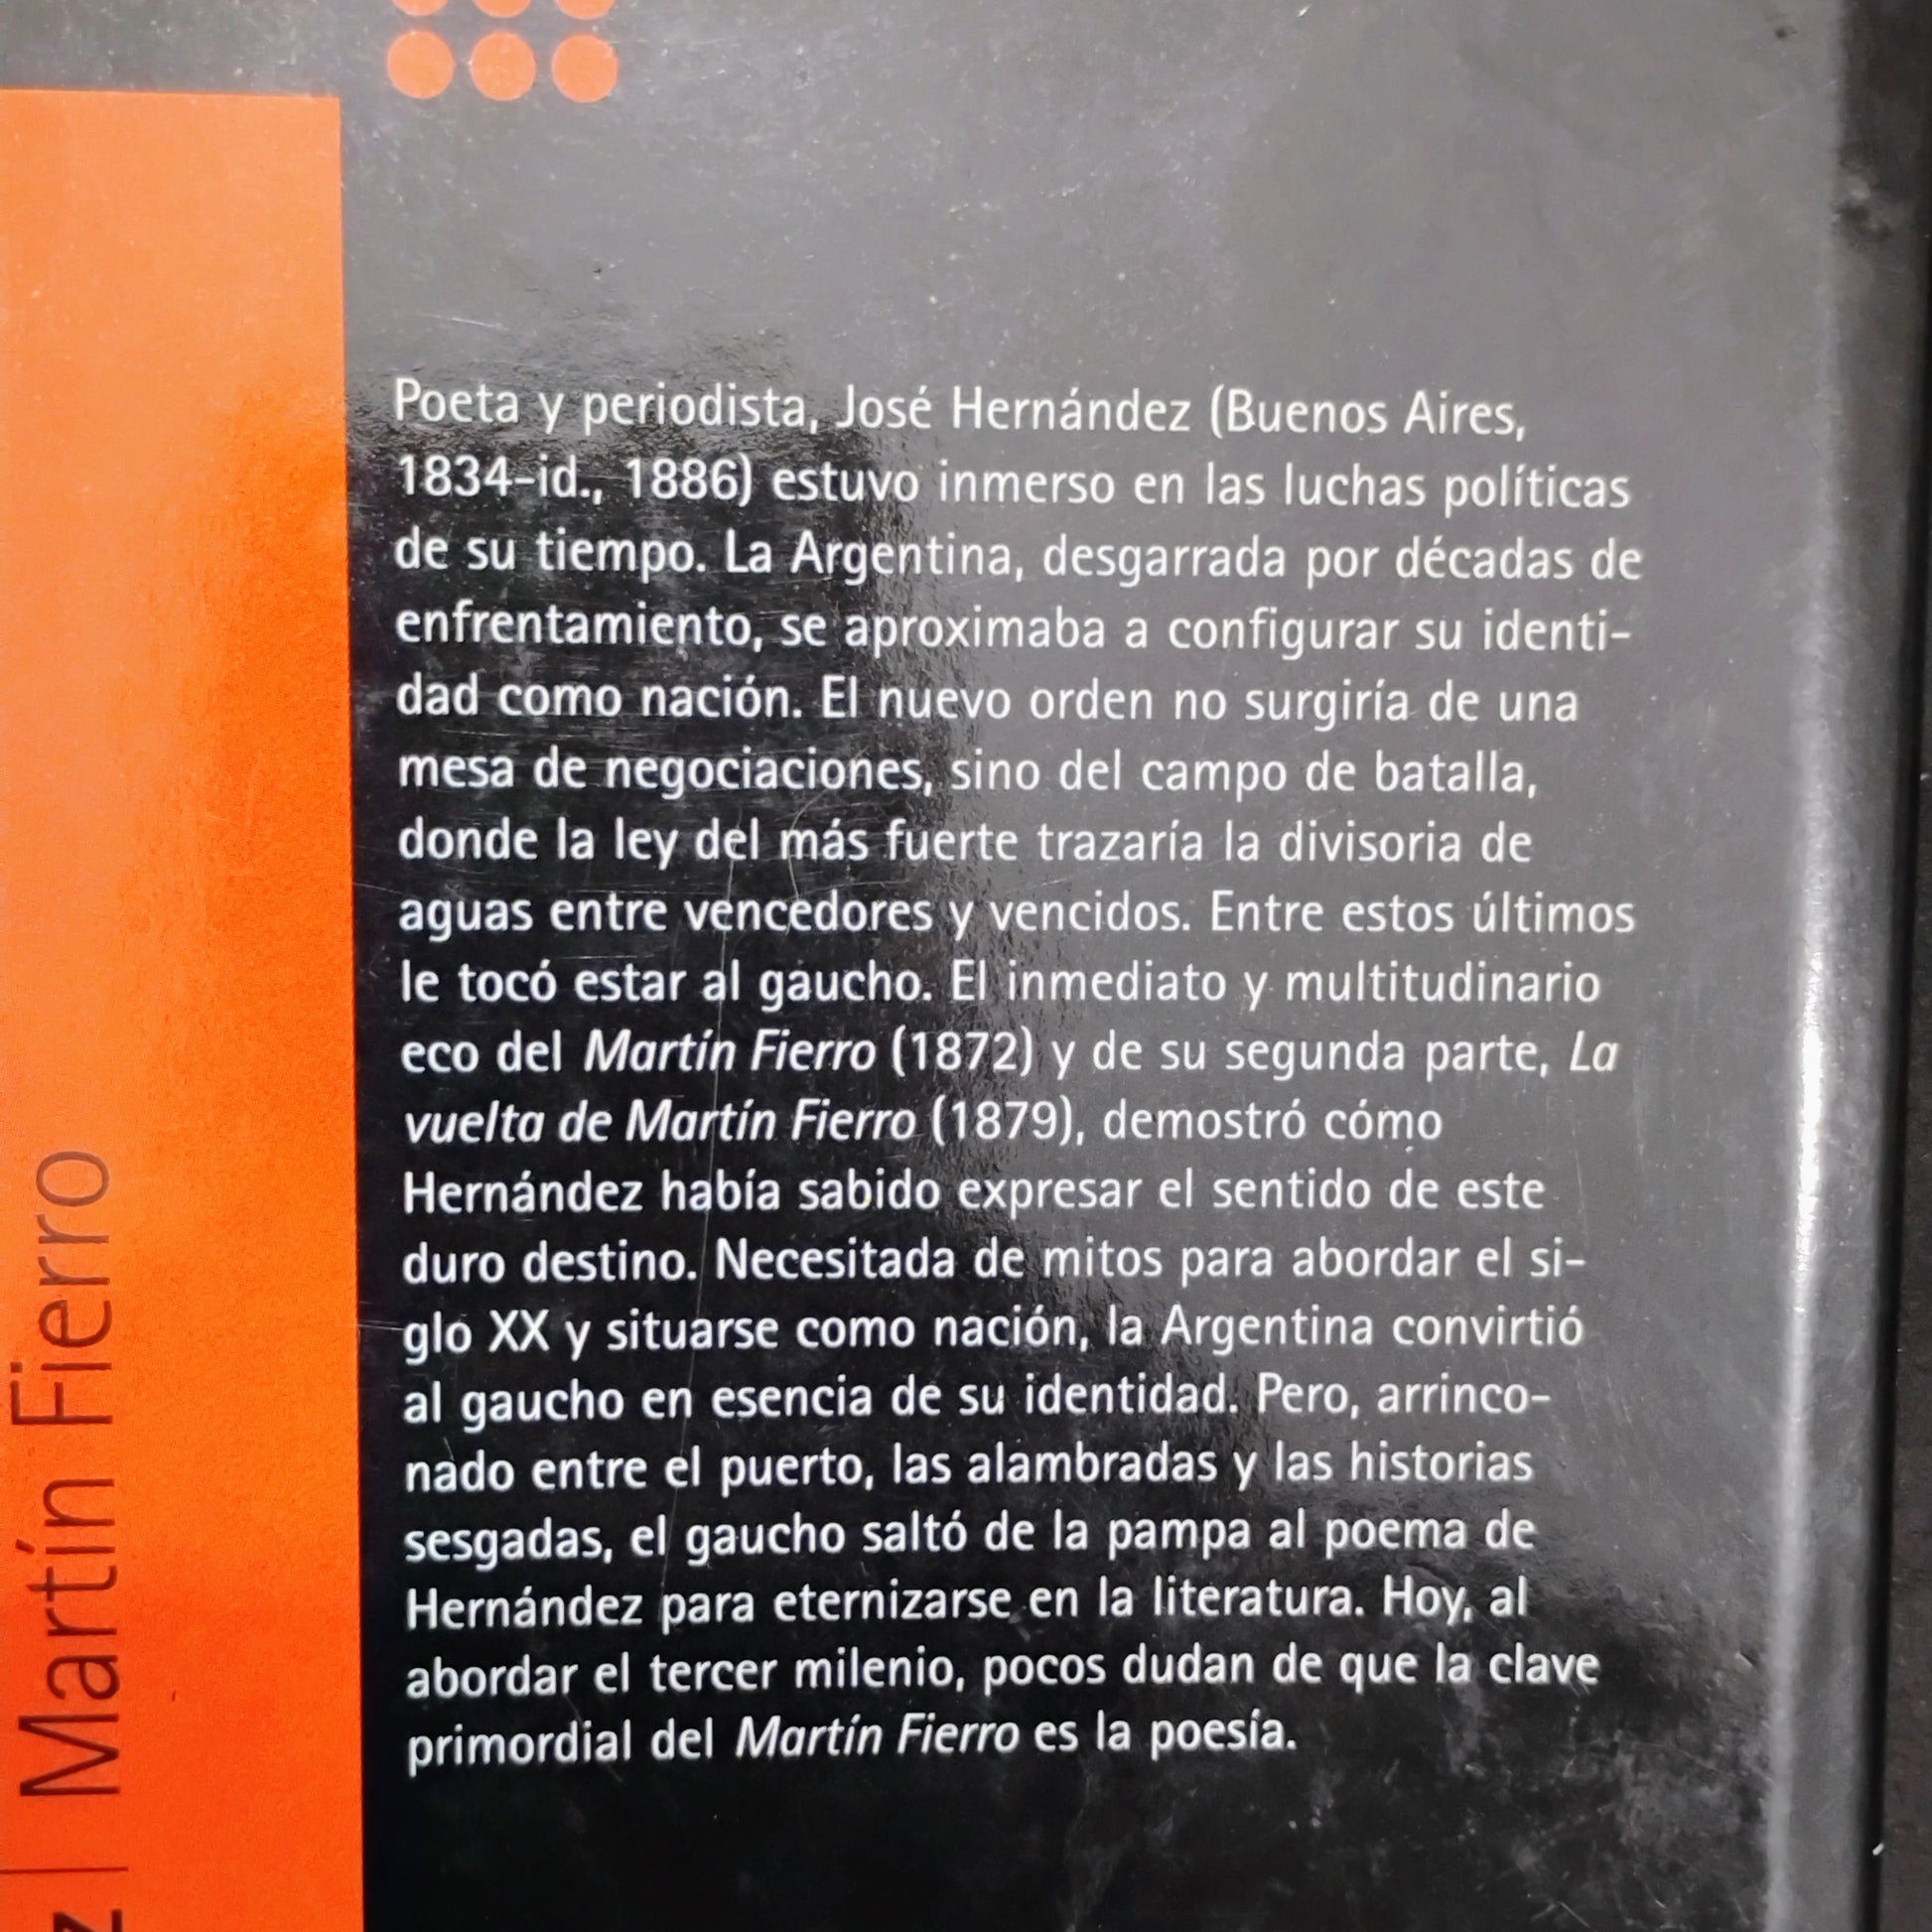 Poeta y periodista, José Hernández (Buenos Aires,
1834-id., 1886) estuvo inmerso en las luchas políticas
de su tiempo. La Argentina, desgarrada por décadas de
enfrentamiento, se aproximaba a configurar su identi-
dad como nación. El nuevo orden no surgiría de una
mesa de negociaciones, sino del campo de batalla,
donde la ley del más fuerte trazaría la divisoria de
aguas entre vencedores y vencidos. Entre estos últimos
le tocó estar al gaucho. El inmediato y multitudinario
eco del Martín Fierro (1872) y de su segunda parte, La
vuelta de Martín Fierro (1879), demostró cómo
Hernández había sabido expresar el sentido de este
duro destino. Necesitada de mitos para abordar el si-
glo XX y situarse como nación, la Argentina convirtió
al gaucho en esencia de su identidad. Pero, arrinco-
nado entre el puerto, las alambradas y las historias
sesgadas, el gaucho saltó de la pampa al poema de
Hernández para eternizarse en la literatura. Hoy, al
abordar el tercer milenio, pocos dudan de que la clave
primordial del Martín Fierro es la poesía.
z | Martín Fierro